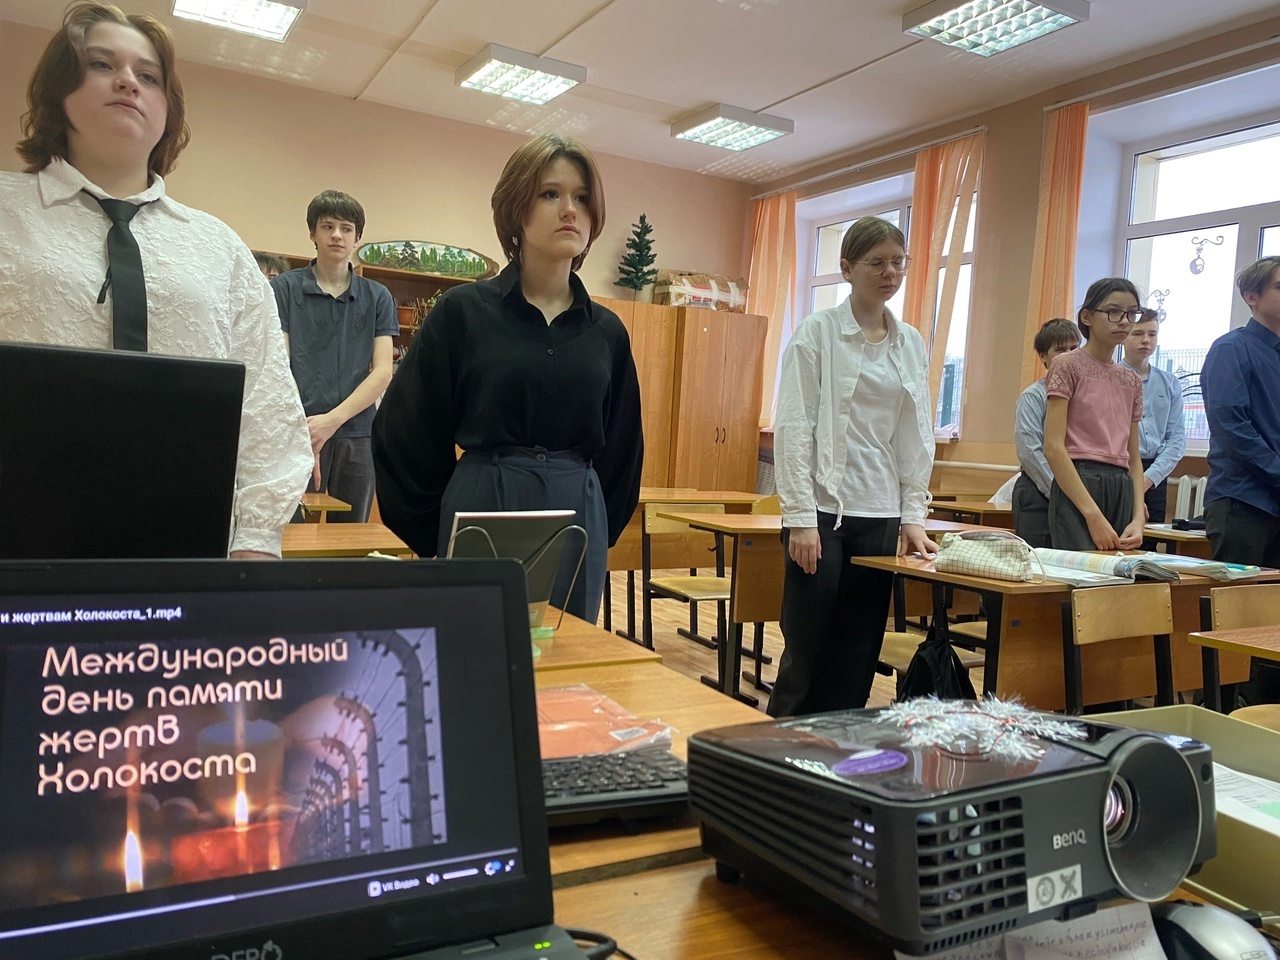 и жертвам Холокоста_1.mp4
Международный
день памяти
жертв
Холокоста
VK Видео
BenQ